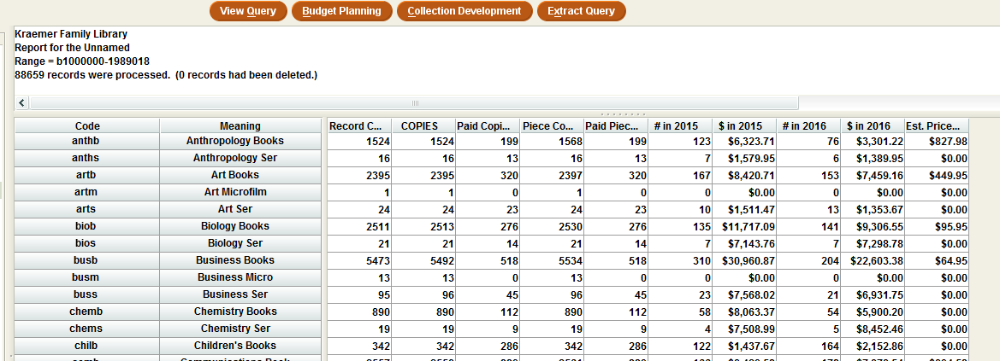 View Query Budget Planning Collection Development Extract Query
Kraemer Family Library
Report for the Unnamed
Range = b1000000-1989018
88659 records were processed. (0 records had been deleted.)
Code Meaning Record C... COPIES Paid Copi... Piece Co... Paid Piec... # in 2015 $ in 2015 # in 2016 $ in 2016 Est. Price...
anthb Anthropology Books 1524 1524 199 1568 199 123 $6,323.71 76 $3,301.22 $827.98
anths Anthropology Ser 16 16 13 16 13 7 $1,579.95 6 $1,389.95 $0.00
artb Art Books 2395 2395 320 2397 320 167 $8,420.71 153 $7,459.16 $449.95
artm Art Microfilm 1 1 0 1 0 0 $0.00 0 $0.00 $0.00
arts Art Ser 24 24 23 24 23 10 $1,511.47 13 $1,353.67 $0.00
biob Biology Books 2511 2513 276 2530 276 135 $11,717.09 141 $9,306.55 $95.95
bios Biology Ser 21 21 14 21 14 7 $7,143.76 7 $7,298.78 $0.00
busb Business Books 5473 5492 518 5534 518 310 $30,960.87 204 $22,603.38 $64.95
busm Business Micro 13 13 0 13 0 0 $0.00 0 $0.00 $0.00
buss Business Ser 95 96 45 96 45 23 $7,568.02 21 $6,931.75 $0.00
chemb Chemistry Books 890 890 112 890 112 58 $8,063.37 54 $5,900.20 $0.00
chems Chemistry Ser 19 19 9 19 9 4 $7,508.99 5 $8,452.46 $0.00
chilb Children's Books 342 342 286 342 286 122 $1,437.67 164 $2,152.86 $0.00